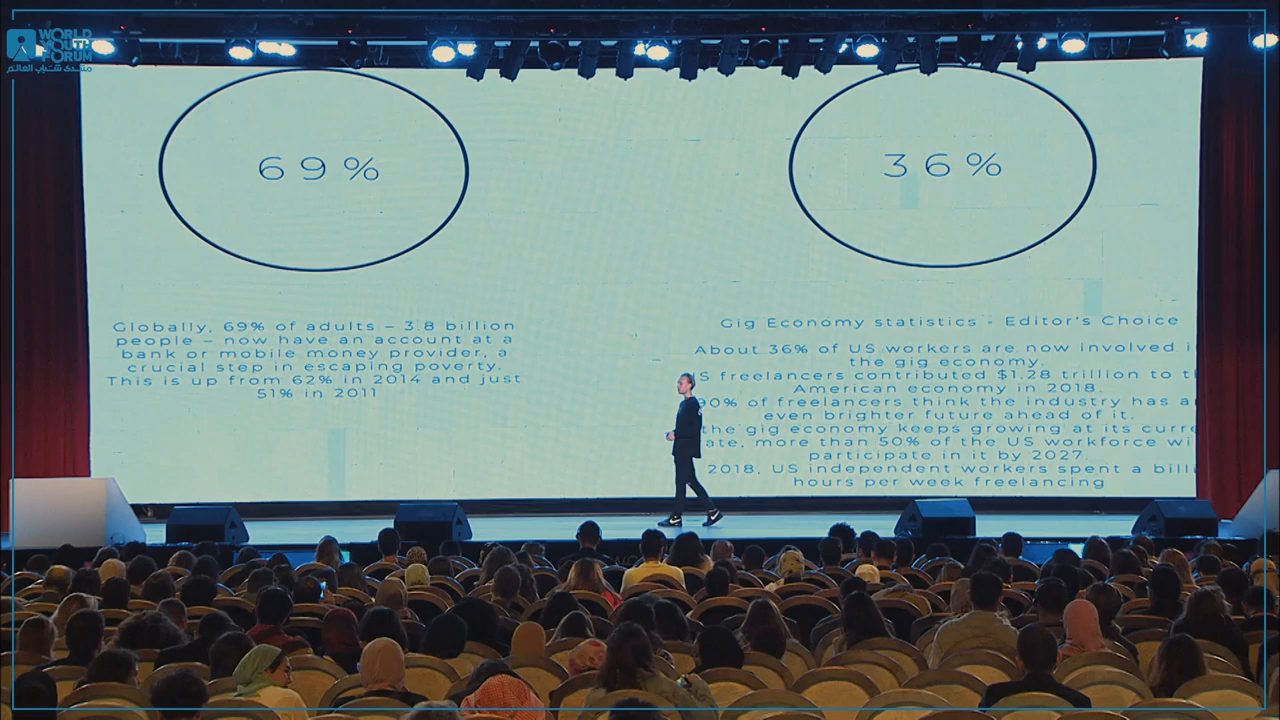 WORLD
YOUTH
FORUM
منتدى شباب العالم
69%
Globally, 69% of adults – 3.8 billion
people – now have an account at a
bank or mobile money provider, a
crucial step in escaping poverty.
This is up from 62% in 2014 and just
51% in 2011
36%
Gig Economy statistics - Editor's Choice
About 36% of US workers are now involved i
the gig economy.
S freelancers contributed $1.28 trillion to th
American economy in 2018.
90% of freelancers think the industry has a
even brighter future ahead of it.
the gig economy keeps growing at its curre
ate, more than 50% of the US workforce wi
participate in it by 2027.
2018, US independent workers spent a bill
hours per week freelancing